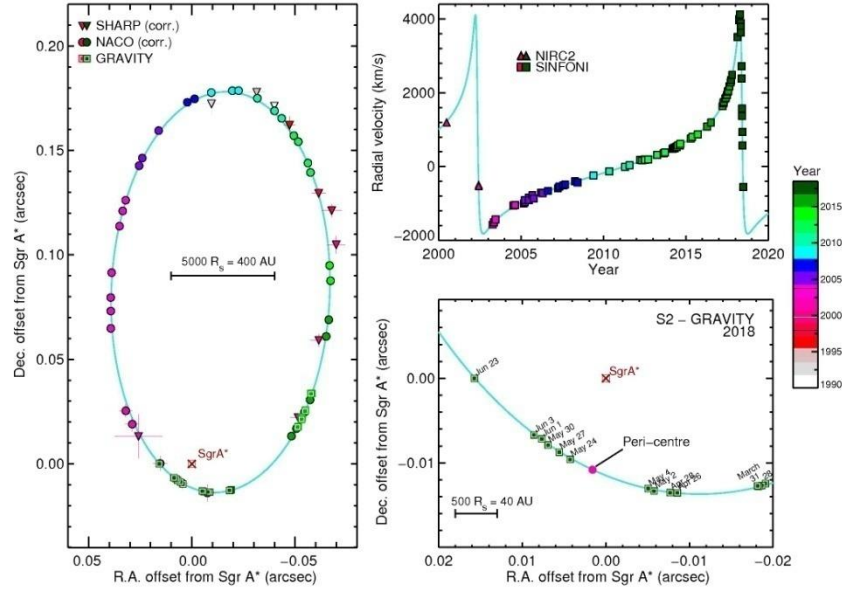 SHARP (corr.)
NACO (corr.)
GRAVITY
0.20
0.15
0.10
0.05
0.00
Dec. offset from Sgr A* (arcsec)
5000 R_s = 400 AU
SgrA*
0.05
0.00
−0.05
R.A. offset from Sgr A* (arcsec)
NIRC2
SINFONI
4000
2000
0
−2000
Radial velocity (km/s)
2000
2005
2010
2015
2020
Year
S2 − GRAVITY
2018
0.00
−0.01
Dec. offset from Sgr A* (arcsec)
Jun 23
SgrA*
Jun 3
Jun 1
May 30
May 27
May 24
Peri-centre
May 4
May 2
Apr 28
Apr 26
March
31
28
500 R_s = 40 AU
0.02
0.01
0.00
−0.01
−0.02
R.A. offset from Sgr A* (arcsec)
Year
2015
2010
2005
2000
1995
1990